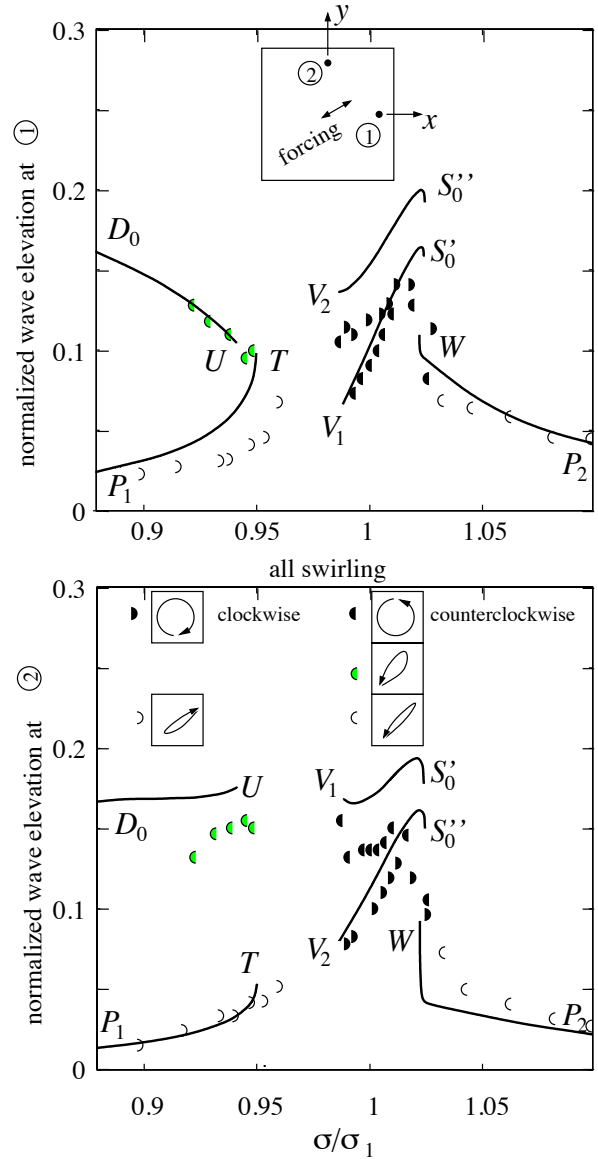 0.3
0.2
0.1
0
normalized wave elevation at ①
y
②
forcing
①
x
D₀
S₀''
S₀'
V₂
U T
W
V₁
P₁
P₂
0.9 0.95 1 1.05
all swirling
0.3
0.2
0.1
0
normalized wave elevation at ②
clockwise
counterclockwise
U
V₁
S₀'
D₀
S₀''
T
V₂
W
P₁
P₂
0.9 0.95 1 1.05
σ/σ₁